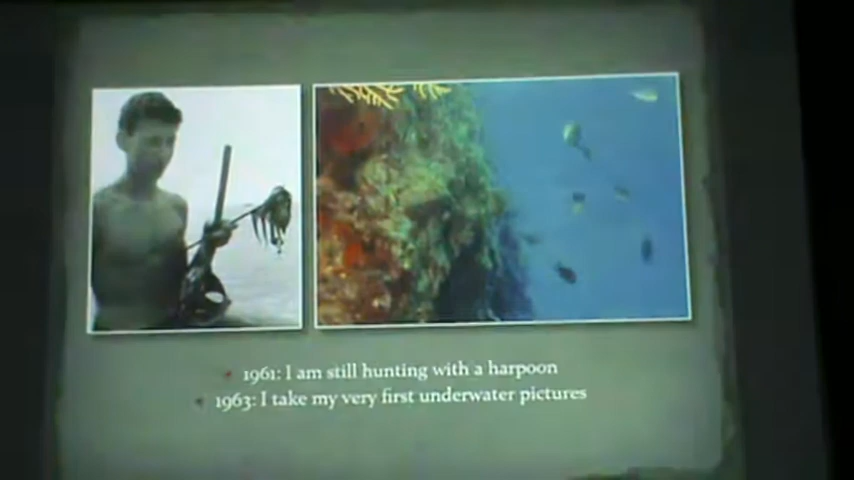 1961: I am still hunting with a harpoon
1963: I take my very first underwater pictures